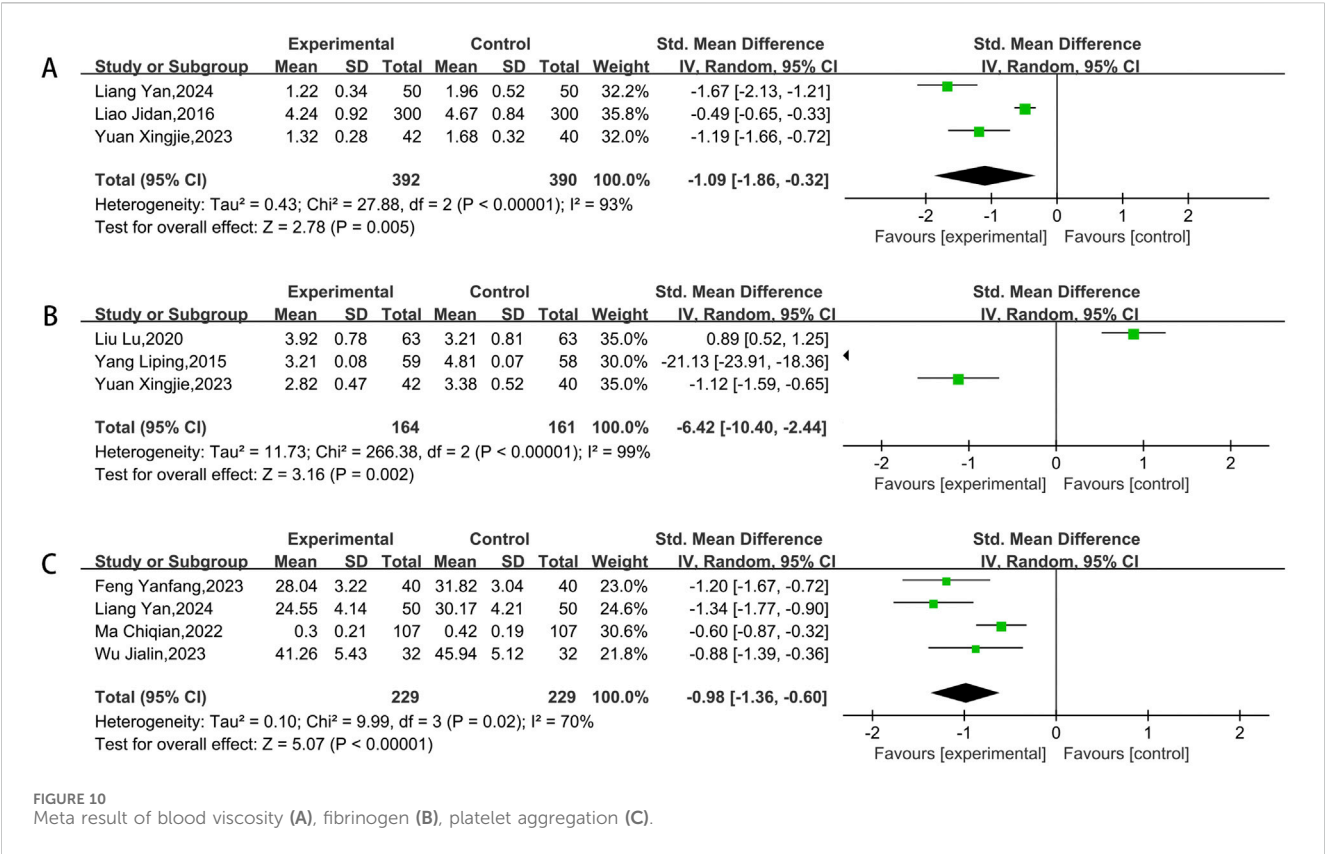 A
Experimental Control Std. Mean Difference Std. Mean Difference
Study or Subgroup Mean SD Total Mean SD Total Weight IV, Random, 95% CI IV, Random, 95% CI
Liang Yan,2024 1.22 0.34 50 1.96 0.52 50 32.2% -1.67 [-2.13, -1.21]
Liao Jidan,2016 4.24 0.92 300 4.67 0.84 300 35.8% -0.49 [-0.65, -0.33]
Yuan Xingjie,2023 1.32 0.28 42 1.68 0.32 40 32.0% -1.19 [-1.66, -0.72]
Total (95% CI) 392 390 100.0% -1.09 [-1.86, -0.32]
Heterogeneity: Tau² = 0.43; Chi² = 27.88, df = 2 (P < 0.00001); I² = 93%
Test for overall effect: Z = 2.78 (P = 0.005)
-2 -1 0 1 2
Favours [experimental] Favours [control]
B
Experimental Control Std. Mean Difference Std. Mean Difference
Study or Subgroup Mean SD Total Mean SD Total Weight IV, Random, 95% CI IV, Random, 95% CI
Liu Lu,2020 3.92 0.78 63 3.21 0.81 63 35.0% 0.89 [0.52, 1.25]
Yang Liping,2015 3.21 0.08 59 4.81 0.07 58 30.0% -21.13 [-23.91, -18.36]
Yuan Xingjie,2023 2.82 0.47 42 3.38 0.52 40 35.0% -1.12 [-1.59, -0.65]
Total (95% CI) 164 161 100.0% -6.42 [-10.40, -2.44]
Heterogeneity: Tau² = 11.73; Chi² = 266.38, df = 2 (P < 0.00001); I² = 99%
Test for overall effect: Z = 3.16 (P = 0.002)
-2 -1 0 1 2
Favours [experimental] Favours [control]
C
Experimental Control Std. Mean Difference Std. Mean Difference
Study or Subgroup Mean SD Total Mean SD Total Weight IV, Random, 95% CI IV, Random, 95% CI
Feng Yanfang,2023 28.04 3.22 40 31.82 3.04 40 23.0% -1.20 [-1.67, -0.72]
Liang Yan,2024 24.55 4.14 50 30.17 4.21 50 24.6% -1.34 [-1.77, -0.90]
Ma Chiqian,2022 0.3 0.21 107 0.42 0.19 107 30.6% -0.60 [-0.87, -0.32]
Wu Jialin,2023 41.26 5.43 32 45.94 5.12 32 21.8% -0.88 [-1.39, -0.36]
Total (95% CI) 229 229 100.0% -0.98 [-1.36, -0.60]
Heterogeneity: Tau² = 0.10; Chi² = 9.99, df = 3 (P = 0.02); I² = 70%
Test for overall effect: Z = 5.07 (P < 0.00001)
-2 -1 0 1 2
Favours [experimental] Favours [control]
FIGURE 10
Meta result of blood viscosity (A), fibrinogen (B), platelet aggregation (C).